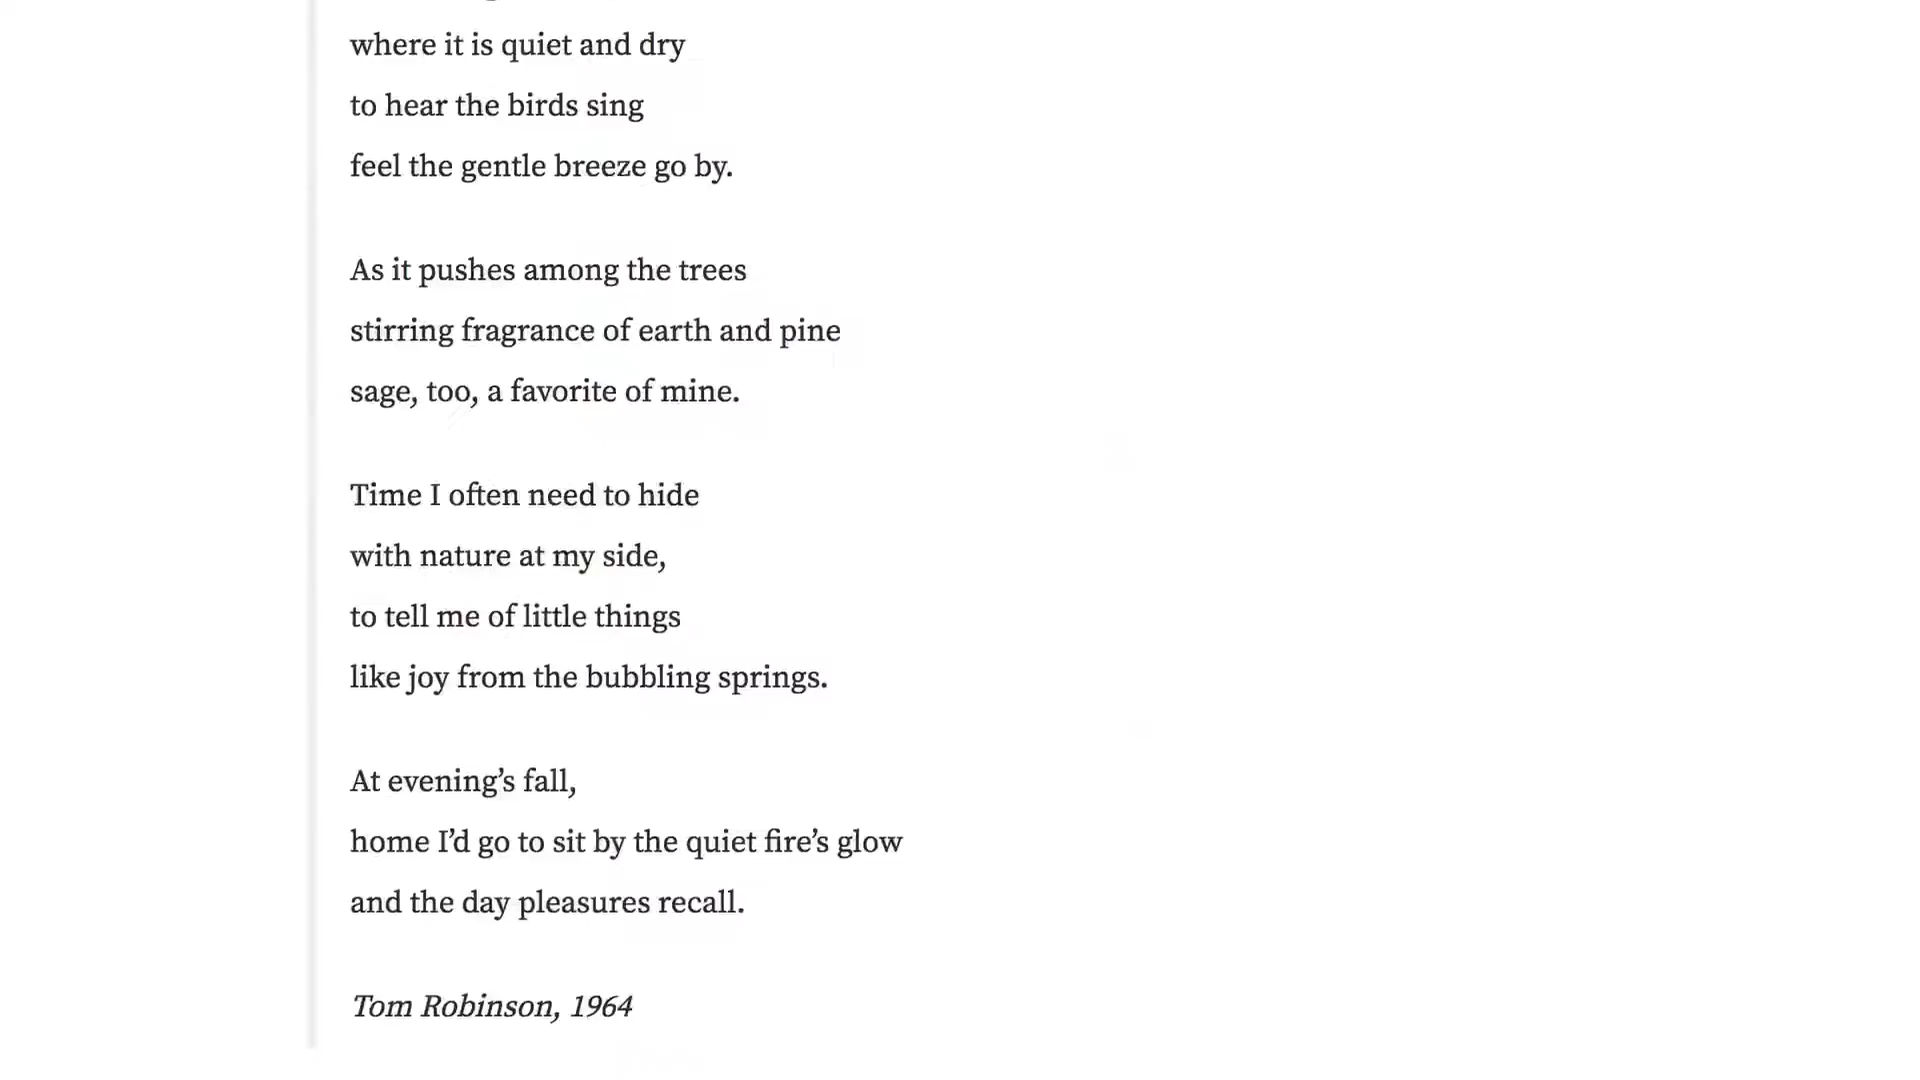 where it is quiet and dry
to hear the birds sing
feel the gentle breeze go by.
As it pushes among the trees
stirring fragrance of earth and pine
sage, too, a favorite of mine.
Time I often need to hide
with nature at my side,
to tell me of little things
like joy from the bubbling springs.
At evening’s fall,
home I’d go to sit by the quiet fire’s glow
and the day pleasures recall.
Tom Robinson, 1964